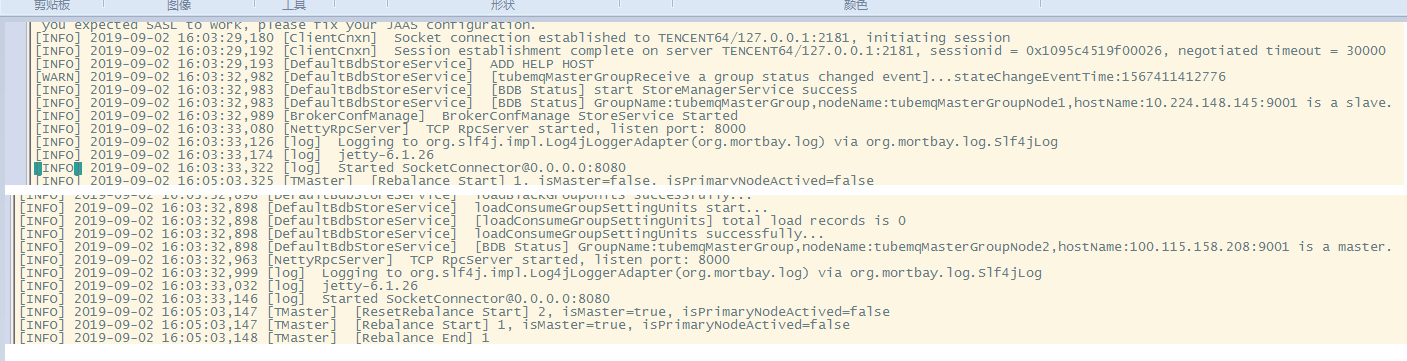 剪贴板 图像 工具 形状 颜色
you expected SASL to work, please fix your JAAS configuration.
[INFO] 2019-09-02 16:03:29,180 [ClientCnxn]  Socket connection established to TENCENT64/127.0.0.1:2181, initiating session
[INFO] 2019-09-02 16:03:29,192 [ClientCnxn]  Session establishment complete on server TENCENT64/127.0.0.1:2181, sessionid = 0x1095c4519f00026, negotiated timeout = 30000
[INFO] 2019-09-02 16:03:29,193 [DefaultBdbStoreService]  ADD HELP HOST
[WARN] 2019-09-02 16:03:32,982 [DefaultBdbStoreService]  [tubemqMasterGroupReceive a group status changed event]...stateChangeEventTime:1567411412776
[INFO] 2019-09-02 16:03:32,983 [DefaultBdbStoreService]  [BDB Status] start StoreManagerService success
[INFO] 2019-09-02 16:03:32,983 [DefaultBdbStoreService]  [BDB Status] GroupName:tubemqMasterGroup,nodeName:tubemqMasterGroupNode1,hostName:10.224.148.145:9001 is a slave.
[INFO] 2019-09-02 16:03:32,989 [BrokerConfManage]  BrokerConfManage StoreService Started
[INFO] 2019-09-02 16:03:33,080 [NettyRpcServer]  TCP RpcServer started, listen port: 8000
[INFO] 2019-09-02 16:03:33,126 [log]  Logging to org.slf4j.impl.Log4jLoggerAdapter(org.mortbay.log) via org.mortbay.log.Slf4jLog
[INFO] 2019-09-02 16:03:33,174 [log]  jetty-6.1.26
[INFO] 2019-09-02 16:03:33,322 [log]  Started SocketConnector@0.0.0.0:8080
[INFO] 2019-09-02 16:05:03,325 [TMaster]  [Rebalance Start] 1, isMaster=false, isPrimaryNodeActived=false
[INFO] 2019-09-02 16:03:32,898 [DefaultBdbStoreService]  loadBlackGroupUnits successfully...
[INFO] 2019-09-02 16:03:32,898 [DefaultBdbStoreService]  loadConsumeGroupSettingUnits start...
[INFO] 2019-09-02 16:03:32,898 [DefaultBdbStoreService]  [loadConsumeGroupSettingUnits] total load records is 0
[INFO] 2019-09-02 16:03:32,898 [DefaultBdbStoreService]  loadConsumeGroupSettingUnits successfully...
[INFO] 2019-09-02 16:03:32,898 [DefaultBdbStoreService]  [BDB Status] GroupName:tubemqMasterGroup,nodeName:tubemqMasterGroupNode2,hostName:100.115.158.208:9001 is a master.
[INFO] 2019-09-02 16:03:32,963 [NettyRpcServer]  TCP RpcServer started, listen port: 8000
[INFO] 2019-09-02 16:03:32,999 [log]  Logging to org.slf4j.impl.Log4jLoggerAdapter(org.mortbay.log) via org.mortbay.log.Slf4jLog
[INFO] 2019-09-02 16:03:33,032 [log]  jetty-6.1.26
[INFO] 2019-09-02 16:03:33,146 [log]  Started SocketConnector@0.0.0.0:8080
[INFO] 2019-09-02 16:05:03,147 [TMaster]  [ResetRebalance Start] 2, isMaster=true, isPrimaryNodeActived=false
[INFO] 2019-09-02 16:05:03,147 [TMaster]  [Rebalance Start] 1, isMaster=true, isPrimaryNodeActived=false
[INFO] 2019-09-02 16:05:03,148 [TMaster]  [Rebalance End] 1